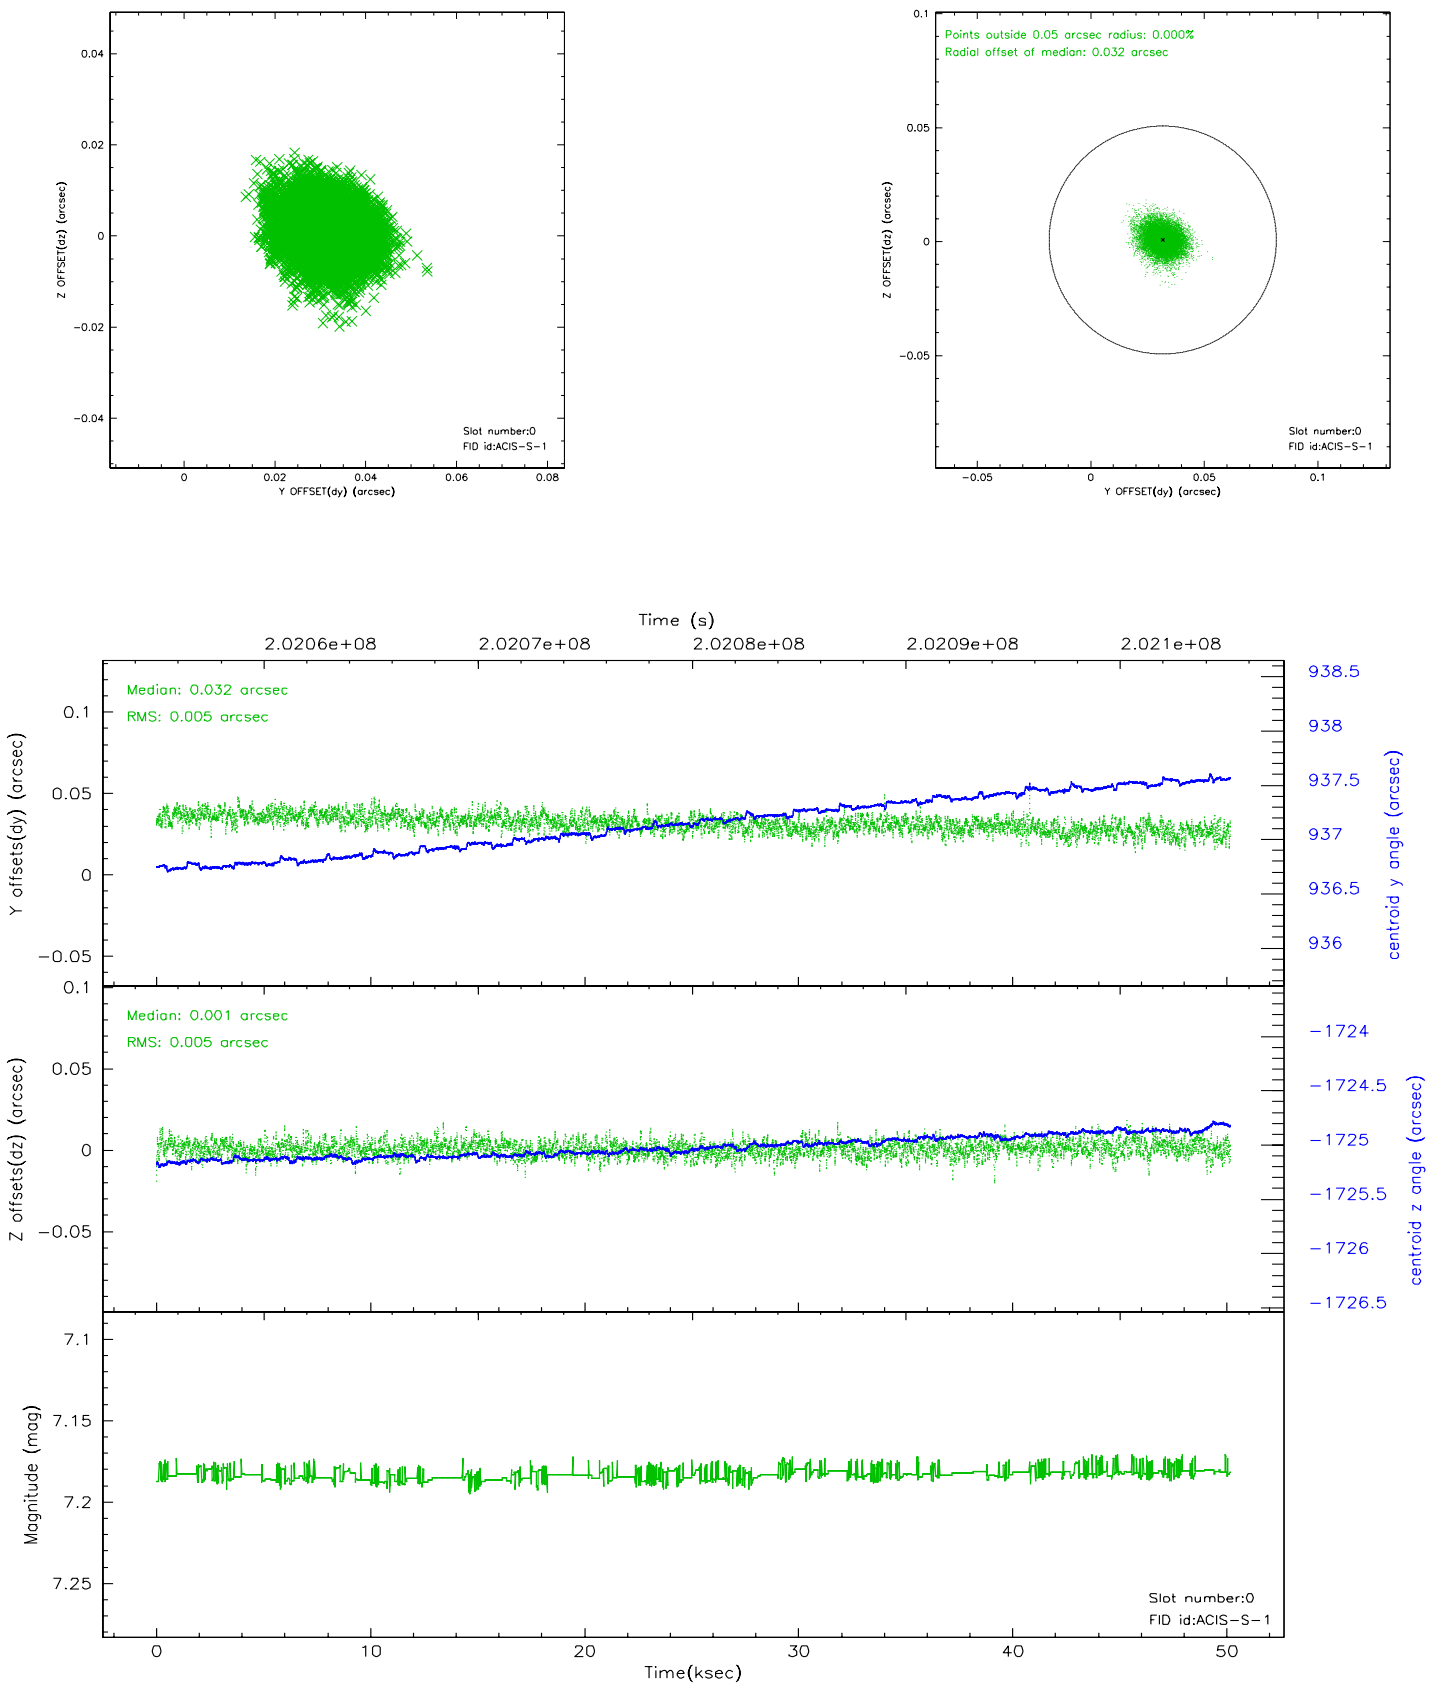 0.04
0.02
0
−0.02
−0.04
Z OFFSET(dz) (arcsec)
Slot number:0
FID id:ACIS−S−1
0
0.02
0.04
0.06
0.08
Y OFFSET(dy) (arcsec)
Points outside 0.05 arcsec radius: 0.000%
Radial offset of median: 0.032 arcsec
0.1
0.05
0
−0.05
Z OFFSET(dz) (arcsec)
Slot number:0
FID id:ACIS−S−1
−0.05
0
0.05
0.1
Y OFFSET(dy) (arcsec)
Time (s)
2.0206e+08
2.0207e+08
2.0208e+08
2.0209e+08
2.021e+08
Median: 0.032 arcsec
RMS: 0.005 arcsec
0.1
0.05
0
−0.05
Y offsets(dy) (arcsec)
938.5
938
937.5
937
936.5
936
centroid y angle (arcsec)
Median: 0.001 arcsec
RMS: 0.005 arcsec
0.1
0.05
0
−0.05
Z offsets(dz) (arcsec)
−1724
−1724.5
−1725
−1725.5
−1726
−1726.5
centroid z angle (arcsec)
7.1
7.15
7.2
7.25
Magnitude (mag)
Slot number:0
FID id:ACIS−S−1
0
10
20
30
40
50
Time(ksec)